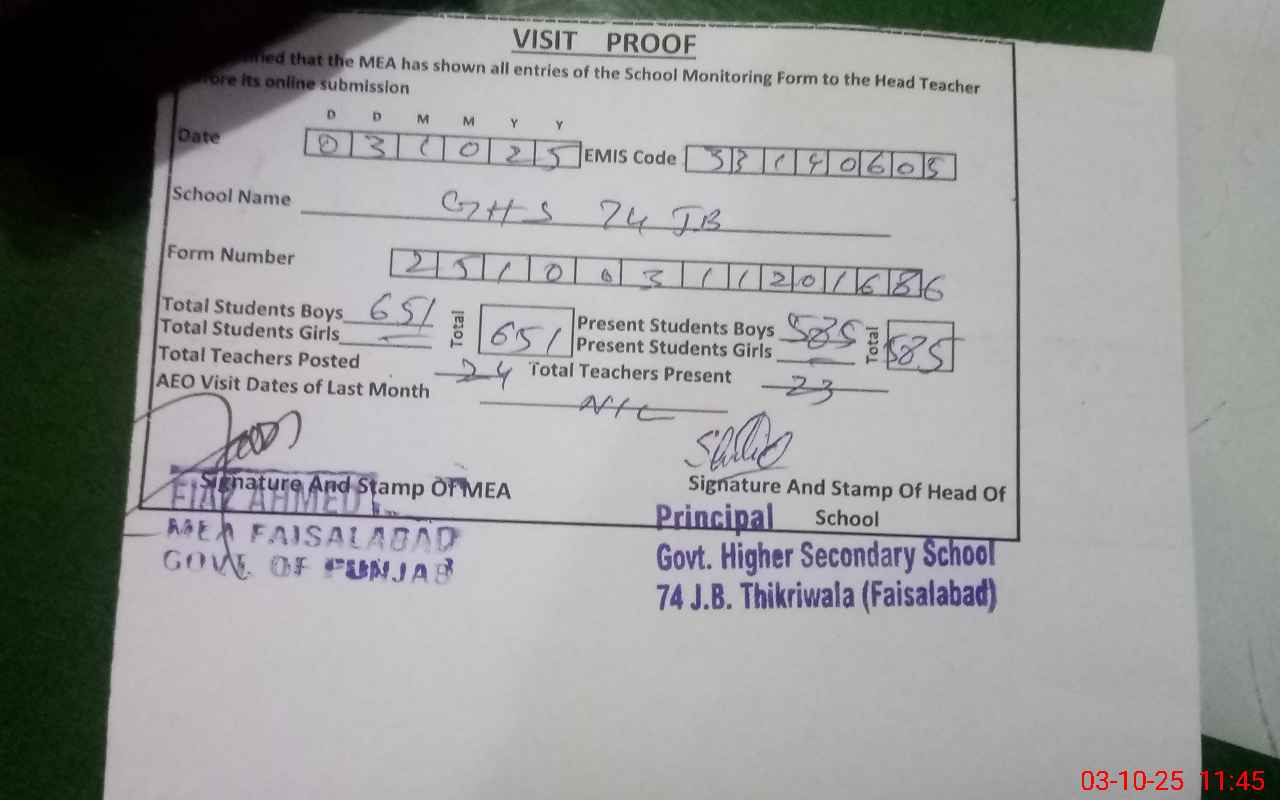 VISIT PROOF
that the MEA has shown all entries of the School Monitoring Form to the Head Teacher
its online submission
D D M M Y Y
Date 0 3 1 0 2 5 EMIS Code 3 3 1 4 0 6 0 5
School Name GHS 74 JB
Form Number 2 5 1 0 0 3 1 1 2 0 1 6 8 6
Total Students Boys 651 Total 651 Present Students Boys 585 Total 585
Total Students Girls — Present Students Girls —
Total Teachers Posted 24 Total Teachers Present 23
AEO Visit Dates of Last Month NIL
Signature And Stamp Of MEA
Signature And Stamp Of Head Of School
AHMED
MEA FAISALABAD
GOVT. OF PUNJAB
Principal
Govt. Higher Secondary School
74 J.B. Thikriwala (Faisalabad)
03-10-25 11:45